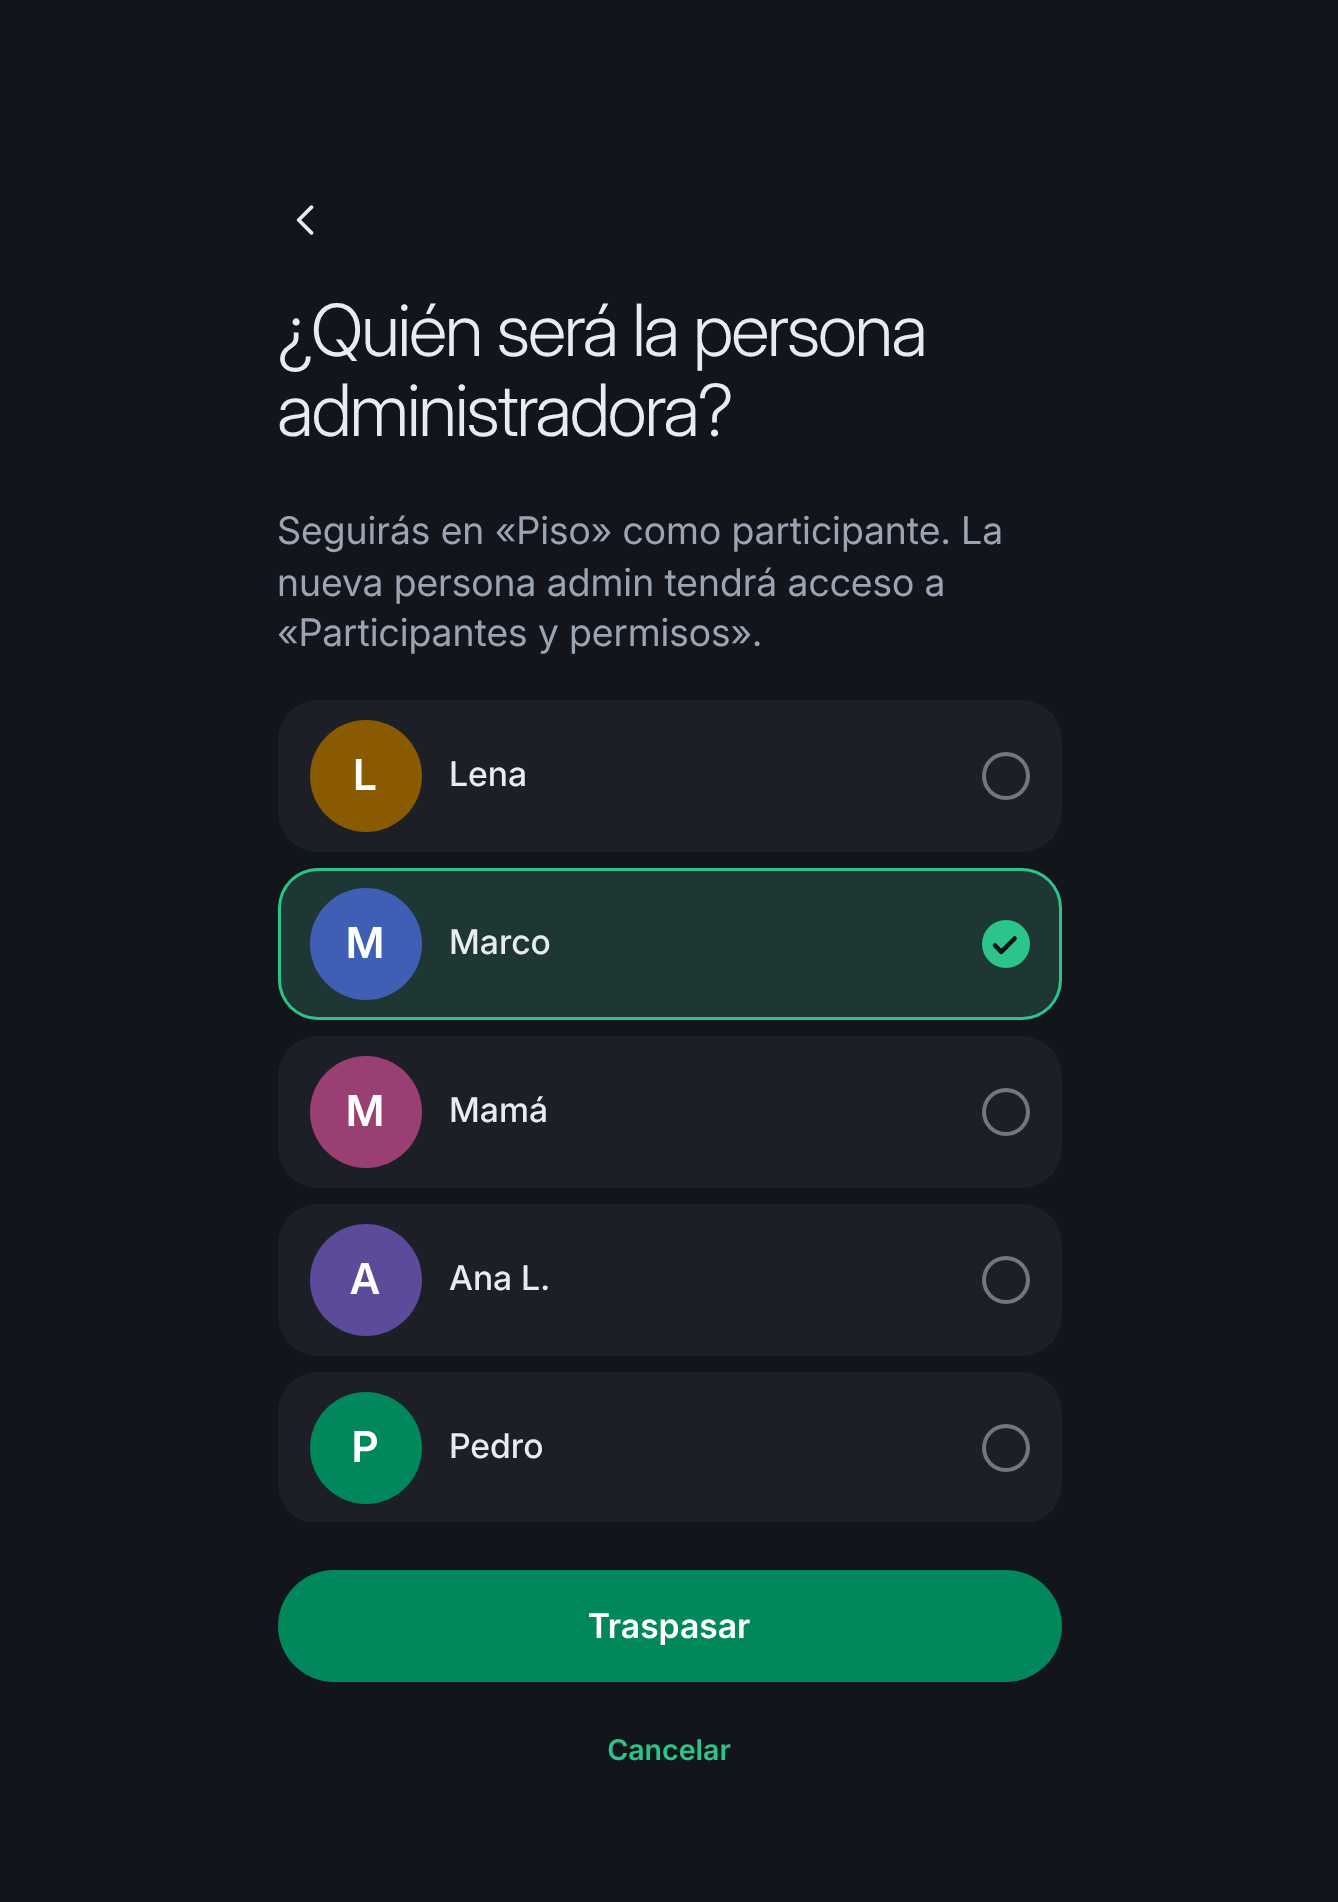 ¿Quién será la persona
administradora?
Seguirás en «Piso» como participante. La
nueva persona admin tendrá acceso a
«Participantes y permisos».
L Lena
M Marco
M Mamá
A Ana L.
P Pedro
Traspasar
Cancelar